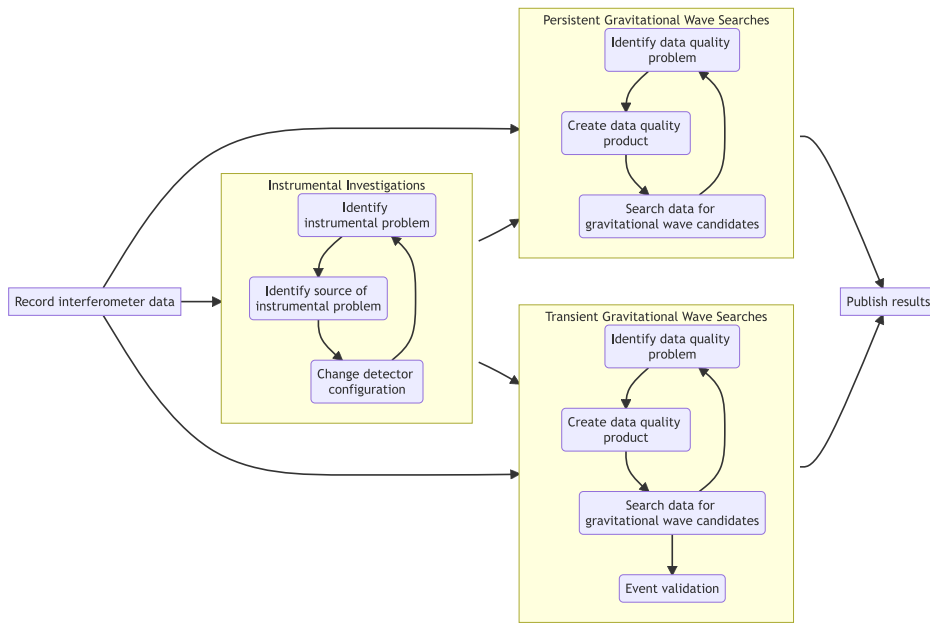 Record interferometer data
Instrumental Investigations
Identify
instrumental problem
Identify source of
instrumental problem
Change detector
configuration
Persistent Gravitational Wave Searches
Identify data quality
problem
Create data quality
product
Search data for
gravitational wave candidates
Transient Gravitational Wave Searches
Identify data quality
problem
Create data quality
product
Search data for
gravitational wave candidates
Event validation
Publish results